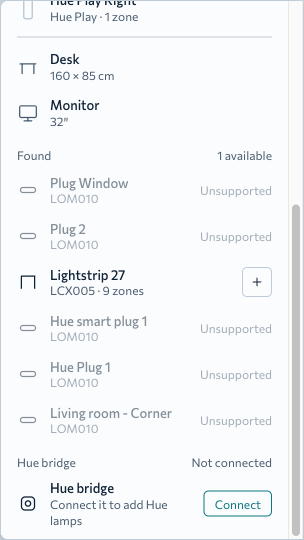 Hue Play Right
Hue Play · 1 zone
Desk
160 × 85 cm
Monitor
32"
Found
1 available
Plug Window
LOM010
Unsupported
Plug 2
LOM010
Unsupported
Lightstrip 27
LCX005 · 9 zones
+
Hue smart plug 1
LOM010
Unsupported
Hue Plug 1
LOM010
Unsupported
Living room - Corner
LOM010
Unsupported
Hue bridge
Not connected
Hue bridge
Connect it to add Hue
lamps
Connect